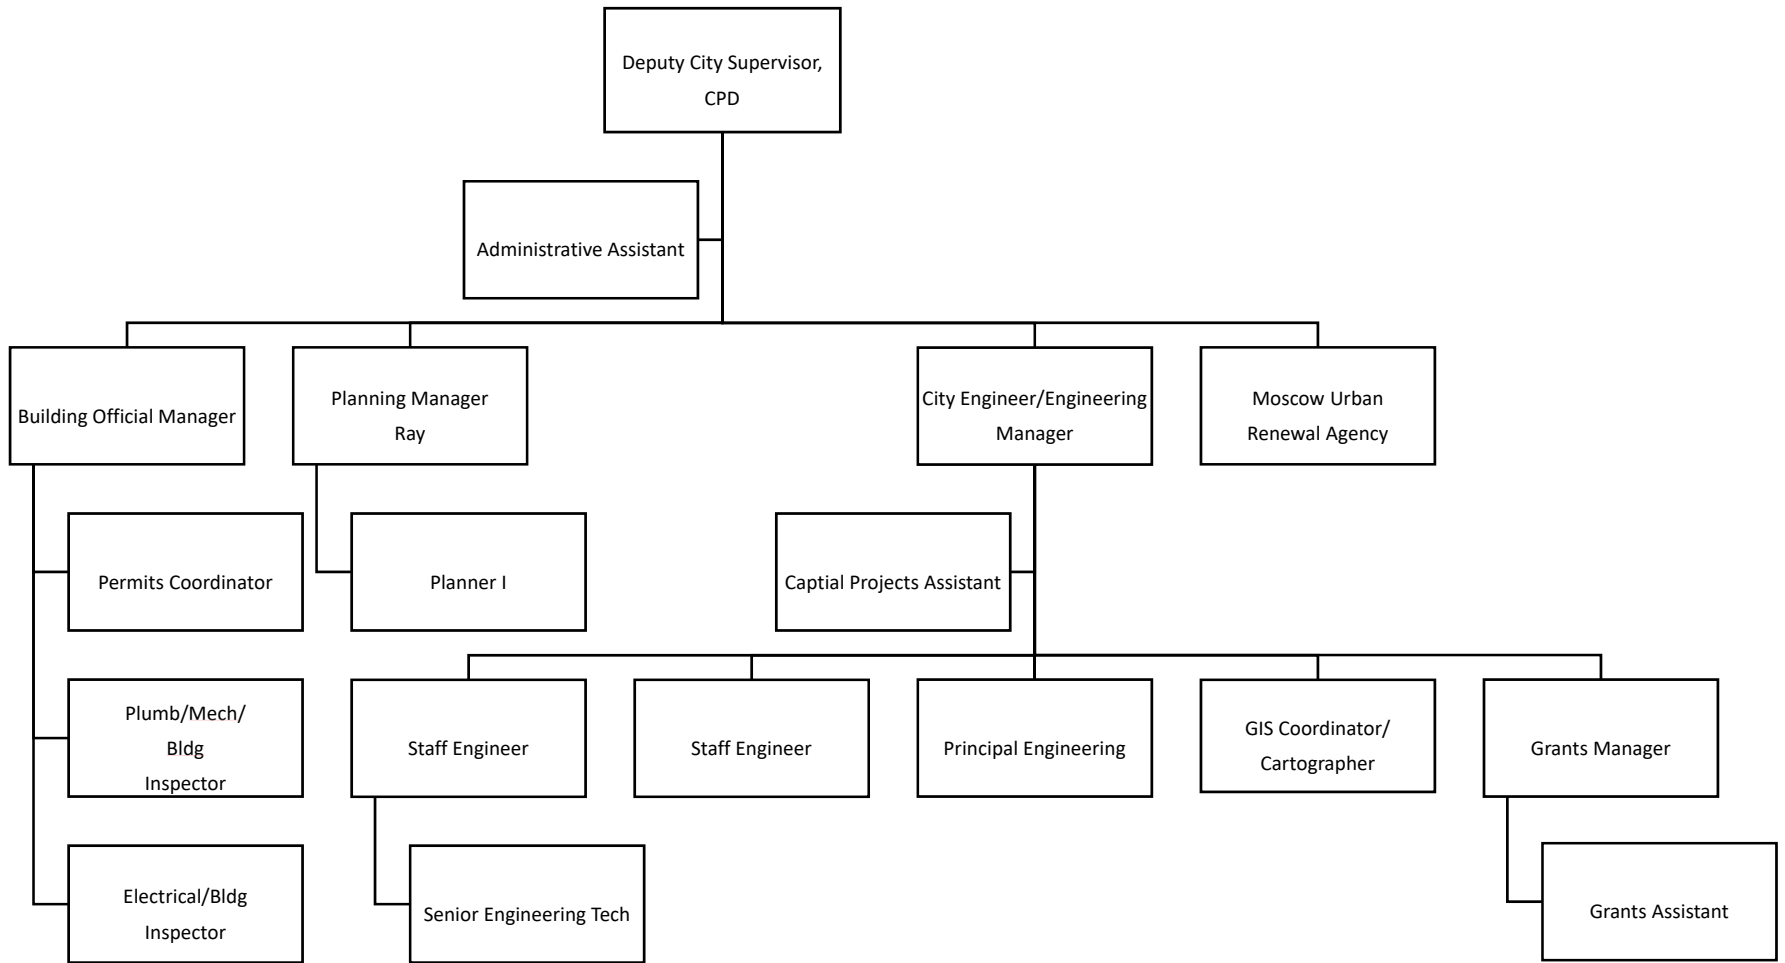 Deputy City Supervisor,
CPD
Administrative Assistant
Building Official Manager
Planning Manager
Ray
City Engineer/Engineering
Manager
Moscow Urban
Renewal Agency
Permits Coordinator
Planner I
Captial Projects Assistant
Plumb/Mech/
Bldg
Inspector
Staff Engineer
Staff Engineer
Principal Engineering
GIS Coordinator/
Cartographer
Grants Manager
Electrical/Bldg
Inspector
Senior Engineering Tech
Grants Assistant